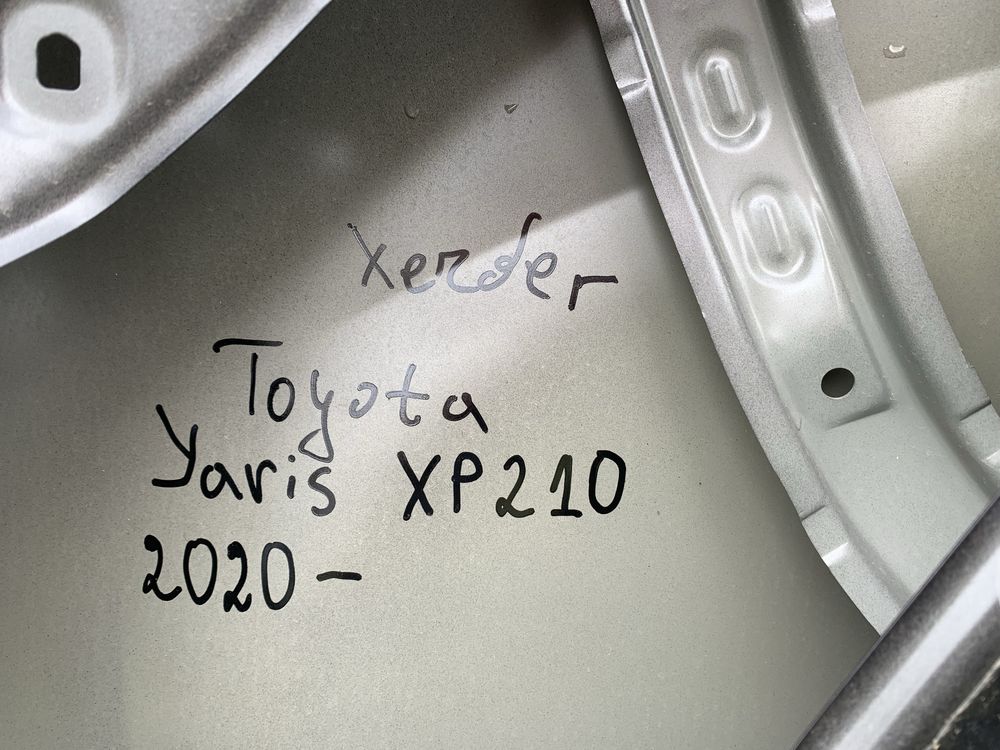 Xerder
Toyota
Yaris XP210
2020-